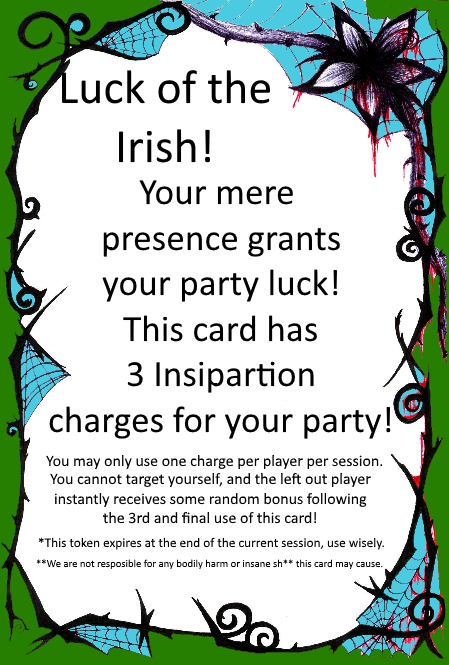 Luck of the
Irish!
Your mere
presence grants
your party luck!
This card has
3 Insipartion
charges for your party!
You may only use one charge per player per session.
You cannot target yourself, and the left out player
instantly receives some random bonus following
the 3rd and final use of this card!
*This token expires at the end of the current session, use wisely.
**We are not resposible for any bodily harm or insane sh** this card may cause.